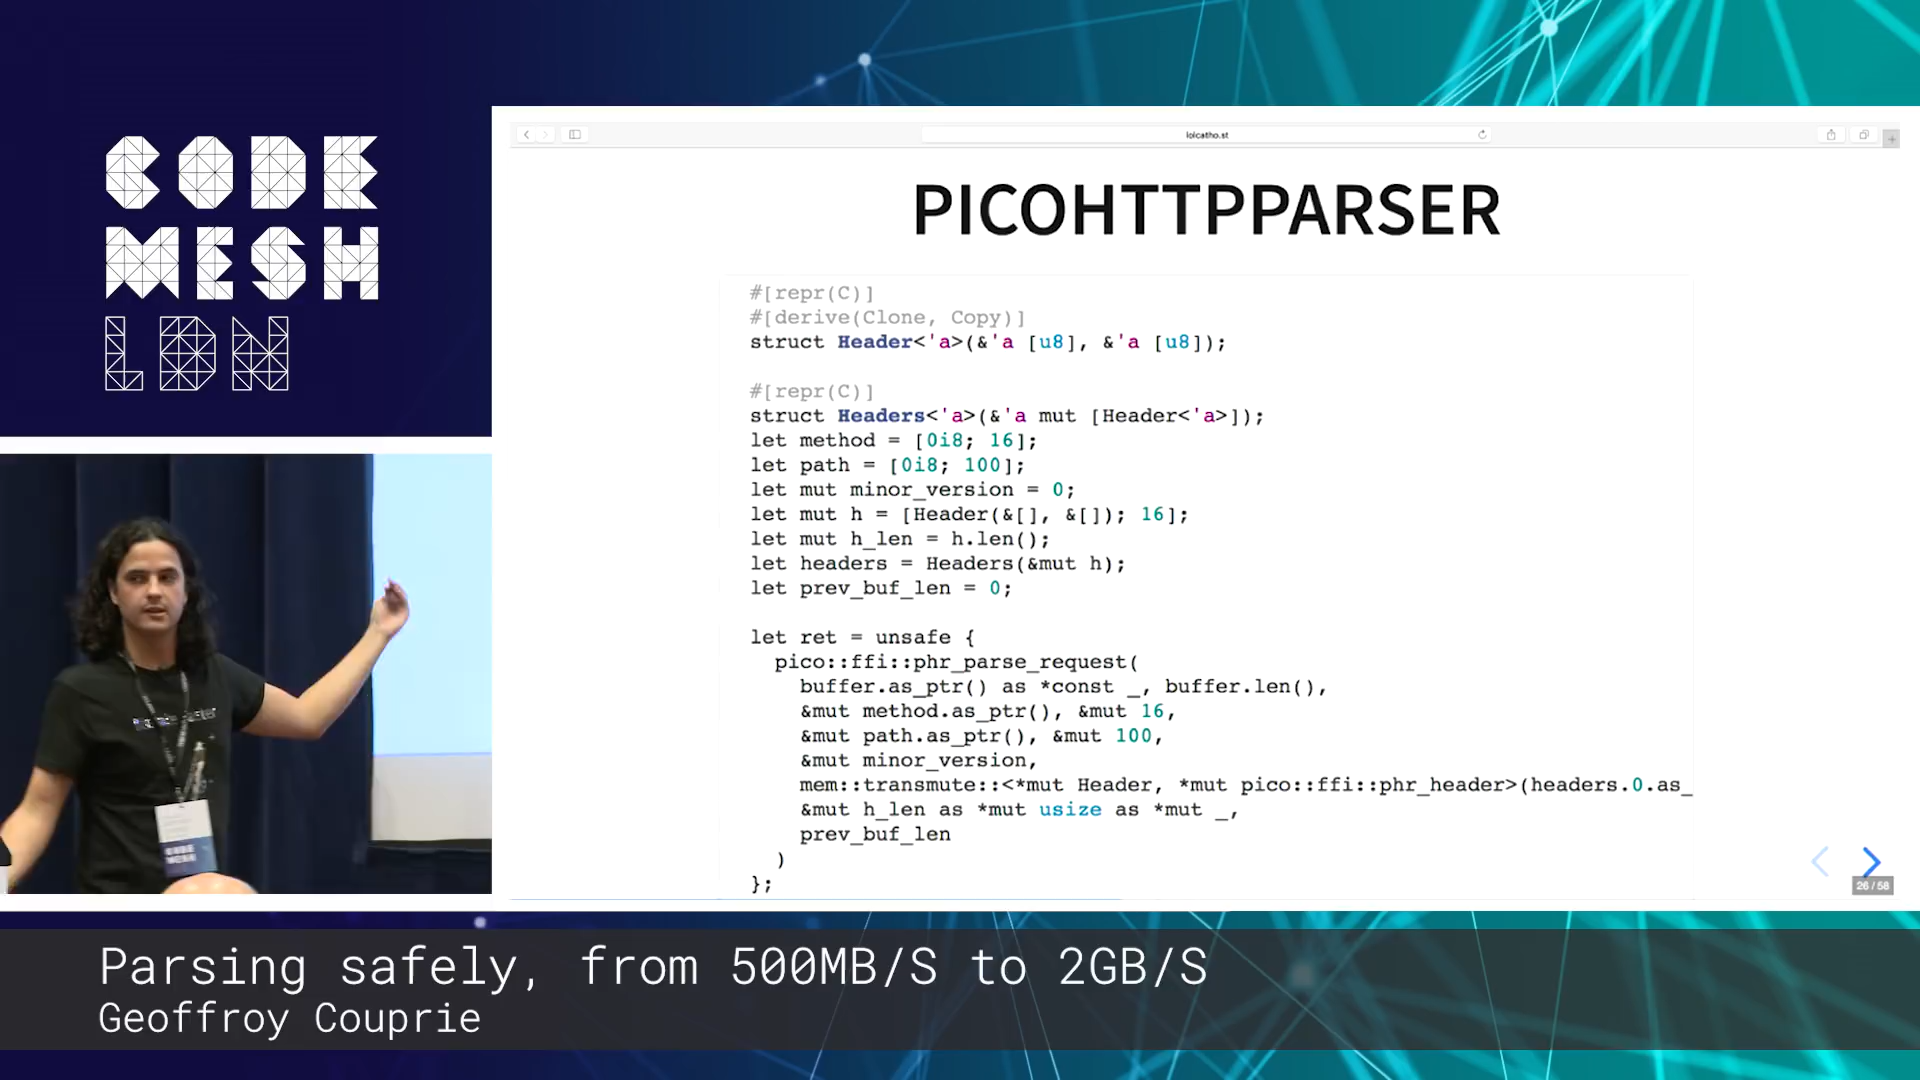 CODE
MESH
LDN
lolcatho.st
PICOHTTPPARSER
#[repr(C)]
#[derive(Clone, Copy)]
struct Header<'a>(&'a [u8], &'a [u8]);
#[repr(C)]
struct Headers<'a>(&'a mut [Header<'a>]);
let method = [0i8; 16];
let path = [0i8; 100];
let mut minor_version = 0;
let mut h = [Header(&[], &[]); 16];
let mut h_len = h.len();
let headers = Headers(&mut h);
let prev_buf_len = 0;
let ret = unsafe {
pico::ffi::phr_parse_request(
buffer.as_ptr() as *const _, buffer.len(),
&mut method.as_ptr(), &mut 16,
&mut path.as_ptr(), &mut 100,
&mut minor_version,
mem::transmute::<*mut Header, *mut pico::ffi::phr_header>(headers.0.as_
&mut h_len as *mut usize as *mut _,
prev_buf_len
)
};
26 / 58
CODE
MESH
Parsing safely, from 500MB/S to 2GB/S
Geoffroy Couprie